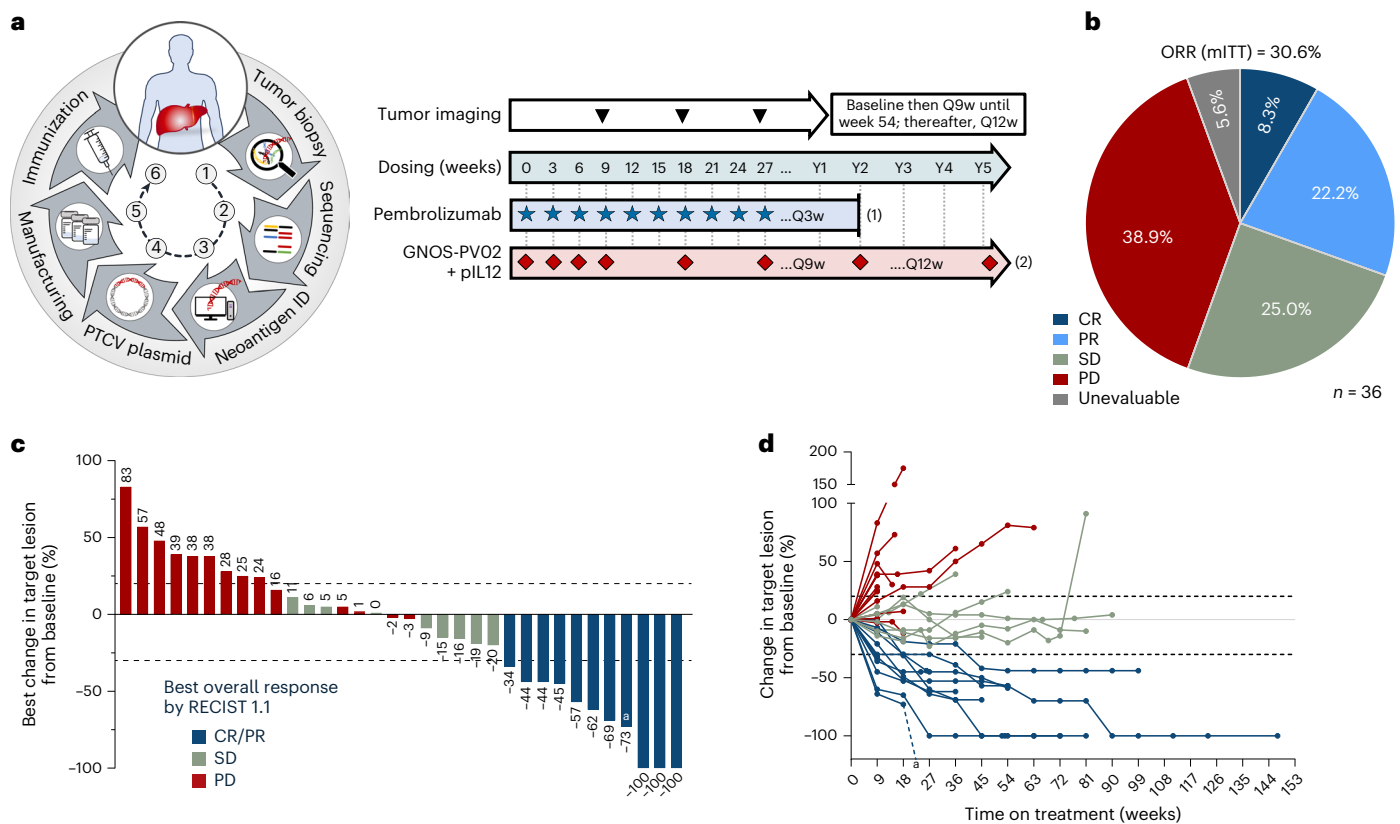 a
Tumor biopsy
Sequencing
Neoantigen ID
PTCV plasmid
Manufacturing
Immunization
1
2
3
4
5
6
Tumor imaging
Baseline then Q9w until
week 54; thereafter, Q12w
Dosing (weeks)
0 3 6 9 12 15 18 21 24 27 ... Y1 Y2 Y3 Y4 Y5
Pembrolizumab
...Q3w
(1)
GNOS-PV02
+ pIL12
...Q9w
....Q12w
(2)
b
ORR (mITT) = 30.6%
5.6%
8.3%
22.2%
38.9%
25.0%
CR
PR
SD
PD
Unevaluable
n = 36
c
Best change in target lesion
from baseline (%)
100
50
0
−50
−100
83
57
48
39
38
38
28
25
24
16
11
6
5
5
1
0
−2
−3
−9
−15
−16
−19
−20
−34
−44
−44
−45
−57
−62
−69
a
−73
−100
−100
−100
Best overall response
by RECIST 1.1
CR/PR
SD
PD
d
Change in target lesion
from baseline (%)
200
150
100
50
0
−50
−100
a
0 9 18 27 36 45 54 63 72 81 90 99 108 117 126 135 144 153
Time on treatment (weeks)